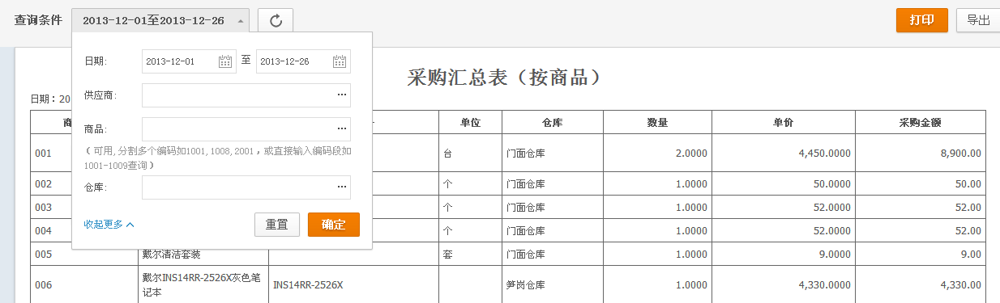 查询条件 2013-12-01至2013-12-26 打印 导出
日期: 2013-12-01 至 2013-12-26
供应商: ...
商品: ...
(可用,分割多个编码如1001,1008,2001，或直接输入编码段如
1001-1009查询)
仓库: ...
收起更多 重置 确定
采购汇总表（按商品）
日期：20
商 单位 仓库 数量 单价 采购金额
001 台 门面仓库 2.0000 4,450.0000 8,900.00
002 个 门面仓库 1.0000 50.0000 50.00
003 个 门面仓库 1.0000 52.0000 52.00
004 个 门面仓库 1.0000 52.0000 52.00
005 戴尔清洁套装 套 门面仓库 1.0000 9.0000 9.00
006 戴尔INS14RR-2526X灰色笔
记本 INS14RR-2526X 笋岗仓库 1.0000 4,330.0000 4,330.00